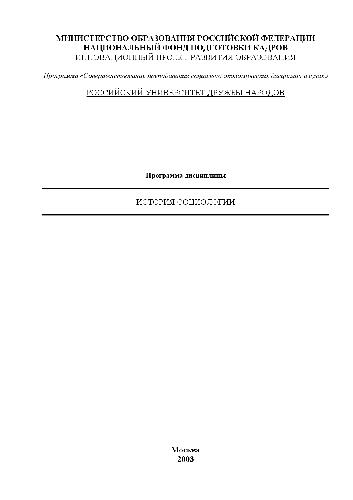 МИНИСТЕРСТВО ОБРАЗОВАНИЯ РОССИЙСКОЙ ФЕДЕРАЦИИ
НАЦИОНАЛЬНЫЙ ФОНД ПОДГОТОВКИ КАДРОВ
ИННОВАЦИОННЫЙ ПРОЕКТ РАЗВИТИЯ ОБРАЗОВАНИЯ
Программа «Совершенствование преподавания социально-экономических дисциплин в вузах»
РОССИЙСКИЙ УНИВЕРСИТЕТ ДРУЖБЫ НАРОДОВ
Программа дисциплины
ИСТОРИЯ СОЦИОЛОГИИ
Москва
2003